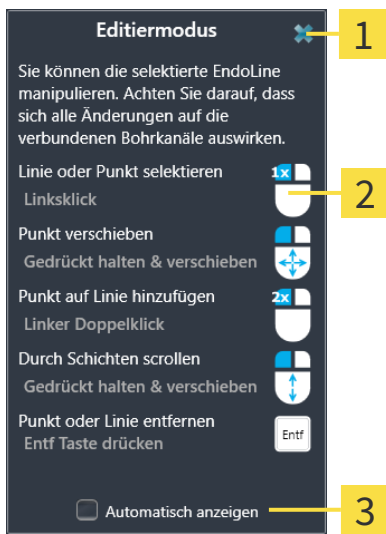 Editiermodus
1
Sie können die selektierte EndoLine
manipulieren. Achten Sie darauf, dass
sich alle Änderungen auf die
verbundenen Bohrkanäle auswirken.
Linie oder Punkt selektieren
1x
Linksklick
2
Punkt verschieben
Gedrückt halten & verschieben
Punkt auf Linie hinzufügen
2x
Linker Doppelklick
Durch Schichten scrollen
Gedrückt halten & verschieben
Punkt oder Linie entfernen
Entf
Entf Taste drücken
Automatisch anzeigen
3